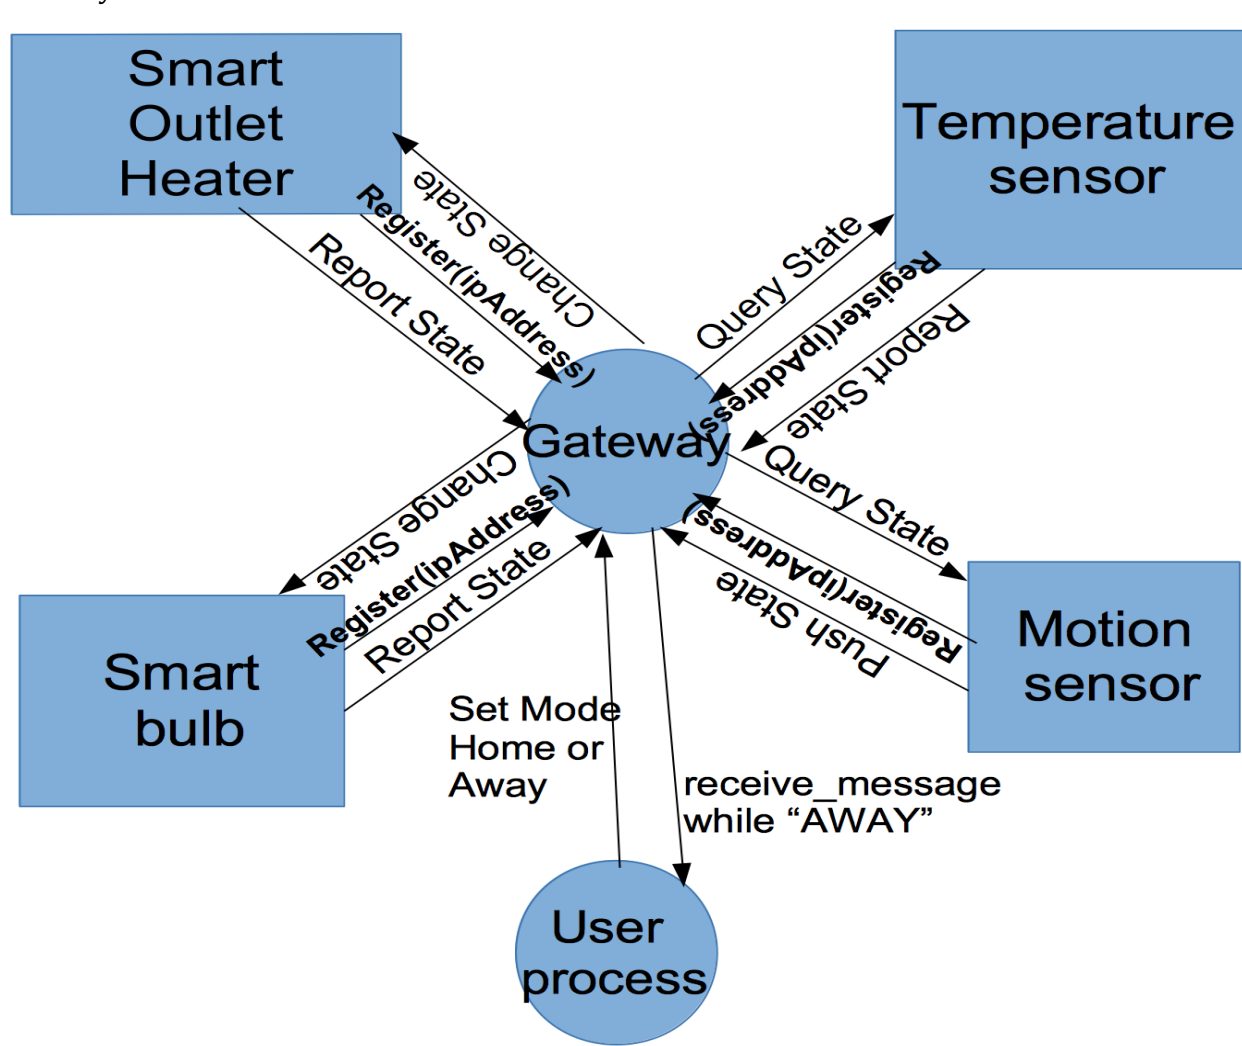 Smart
Outlet
Heater
Temperature
sensor
Change State
Register(ipAddress)
Report State
Query State
Register(ipAddress)
Report State
Gateway
Change State
Register(ipAddress)
Report State
Query State
Register(ipAddress)
Push State
Smart
bulb
Motion
sensor
Set Mode
Home or
Away
receive_message
while “AWAY”
User
process